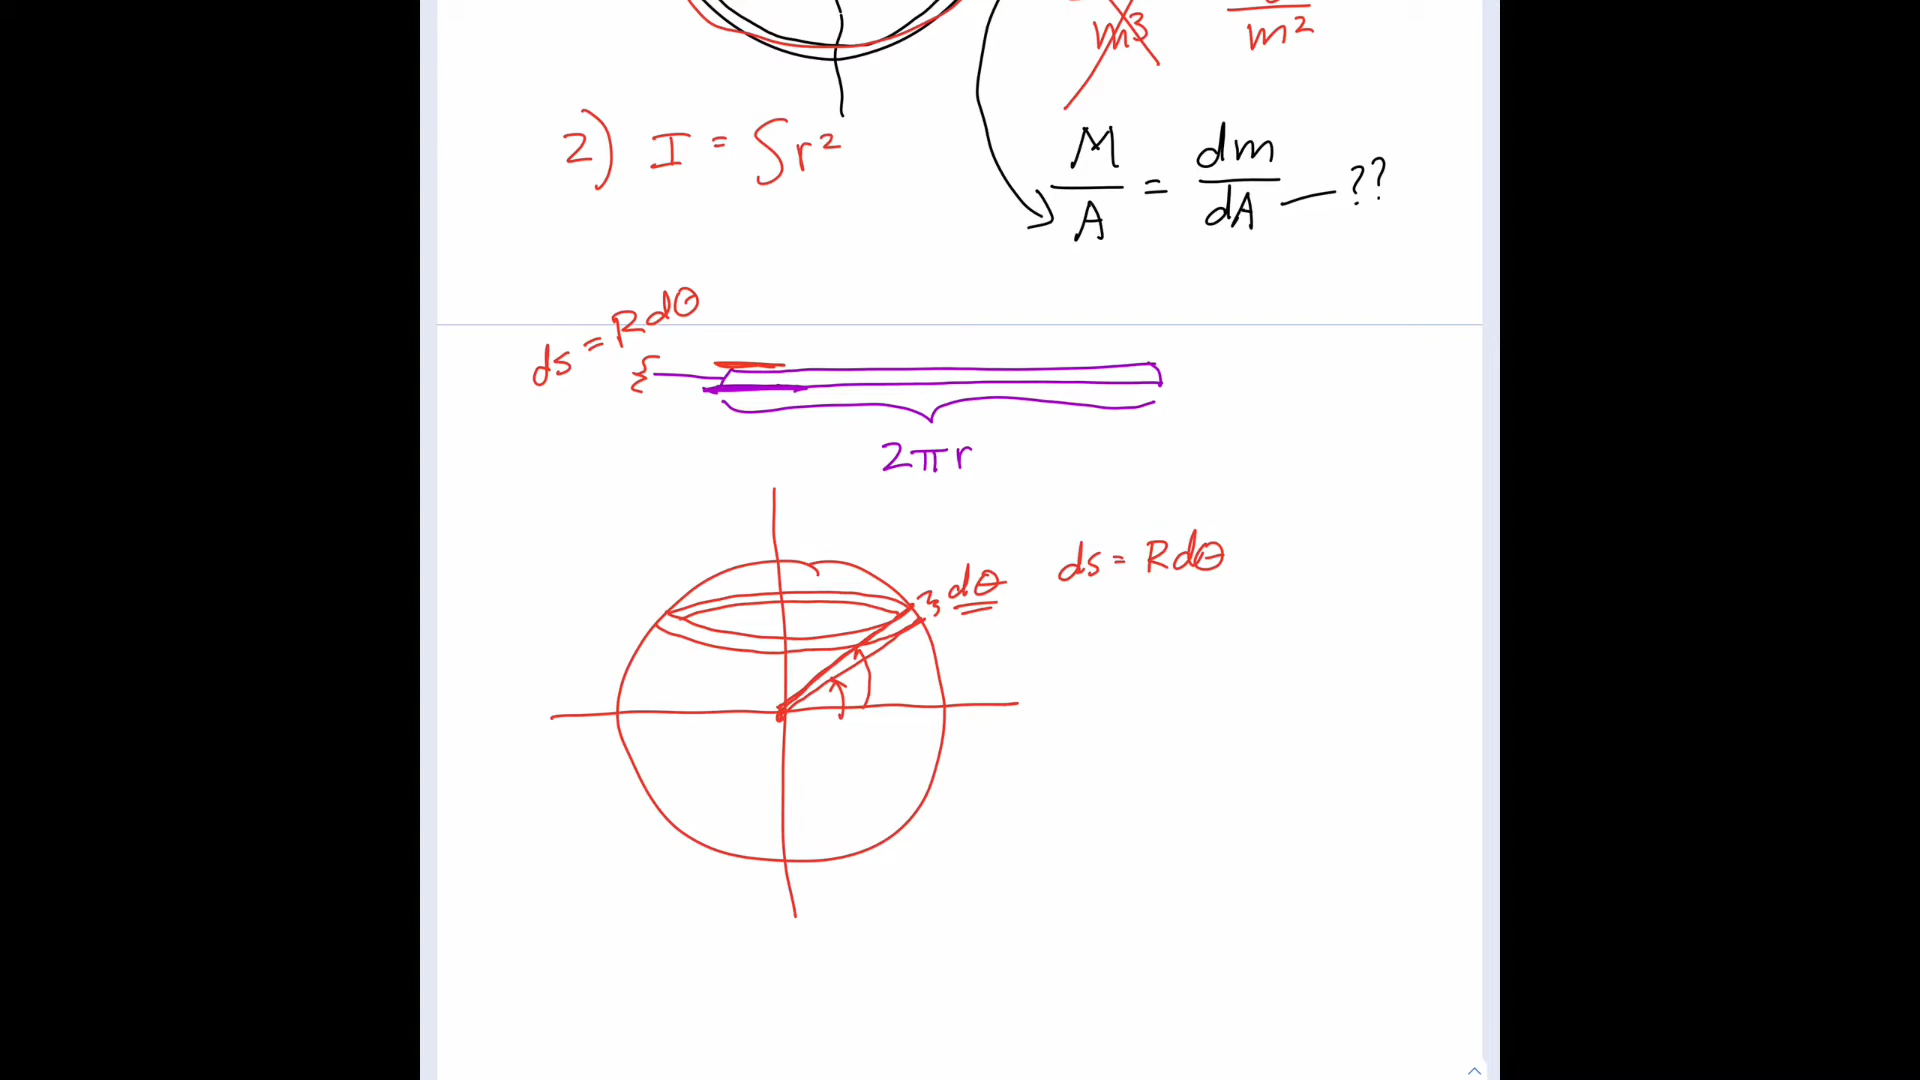 m³
m²
2) I = ∫r²
M/A = dm/dA — ??
ds = Rdθ
2πr
dθ
ds = Rdθ